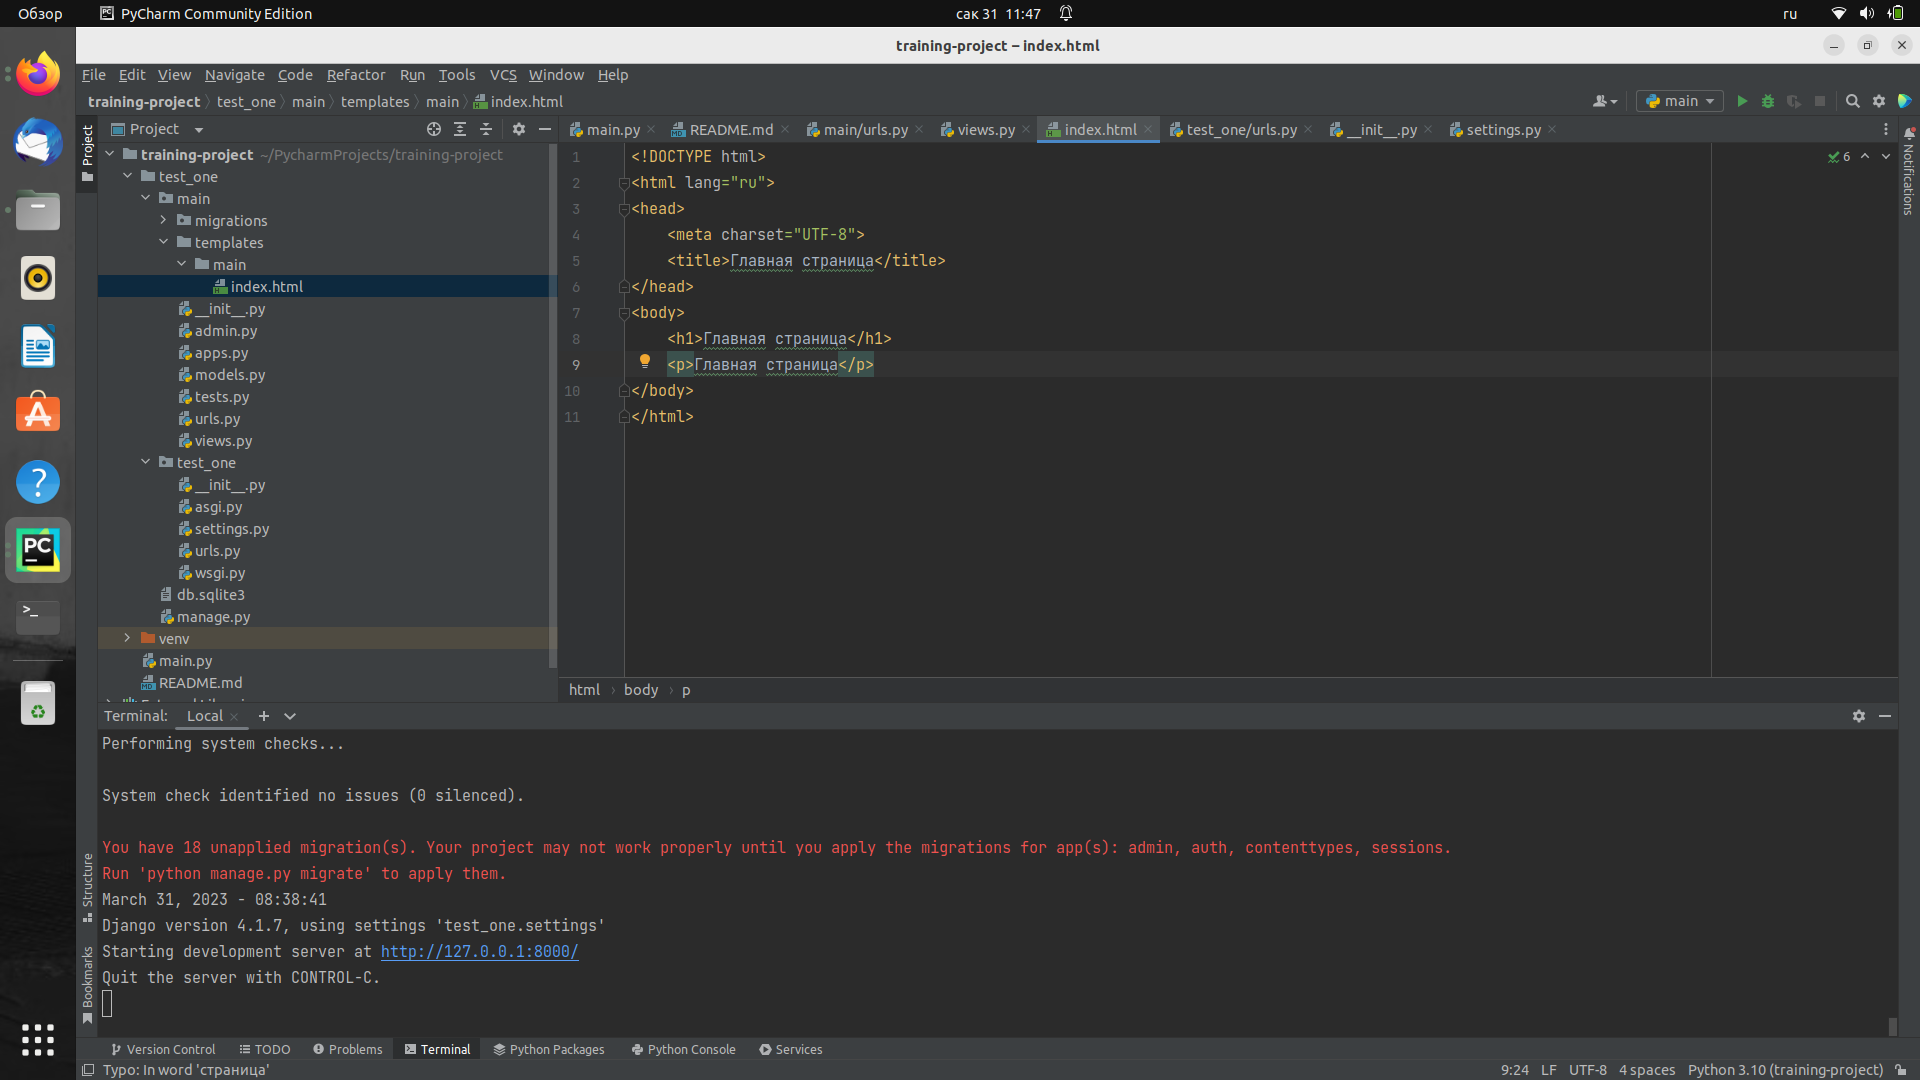 Обзор
PyCharm Community Edition
сак 31 11:47
ru
training-project – index.html
File Edit View Navigate Code Refactor Run Tools VCS Window Help
training-project test_one main templates main index.html
main
Project
main.py README.md main/urls.py views.py index.html test_one/urls.py __init__.py settings.py
Project
Notifications
training-project ~/PycharmProjects/training-project
test_one
main
migrations
templates
main
index.html
__init__.py
admin.py
apps.py
models.py
tests.py
urls.py
views.py
test_one
__init__.py
asgi.py
settings.py
urls.py
wsgi.py
db.sqlite3
manage.py
venv
main.py
README.md
6
1 <!DOCTYPE html>
2 <html lang="ru">
3 <head>
4 <meta charset="UTF-8">
5 <title>Главная страница</title>
6 </head>
7 <body>
8 <h1>Главная страница</h1>
9 <p>Главная страница</p>
10 </body>
11 </html>
html body p
Terminal: Local
Performing system checks...
System check identified no issues (0 silenced).
You have 18 unapplied migration(s). Your project may not work properly until you apply the migrations for app(s): admin, auth, contenttypes, sessions.
Run 'python manage.py migrate' to apply them.
March 31, 2023 - 08:38:41
Django version 4.1.7, using settings 'test_one.settings'
Starting development server at http://127.0.0.1:8000/
Quit the server with CONTROL-C.
Structure
Bookmarks
Version Control TODO Problems Terminal Python Packages Python Console Services
Typo: In word 'страница'
9:24 LF UTF-8 4 spaces Python 3.10 (training-project)